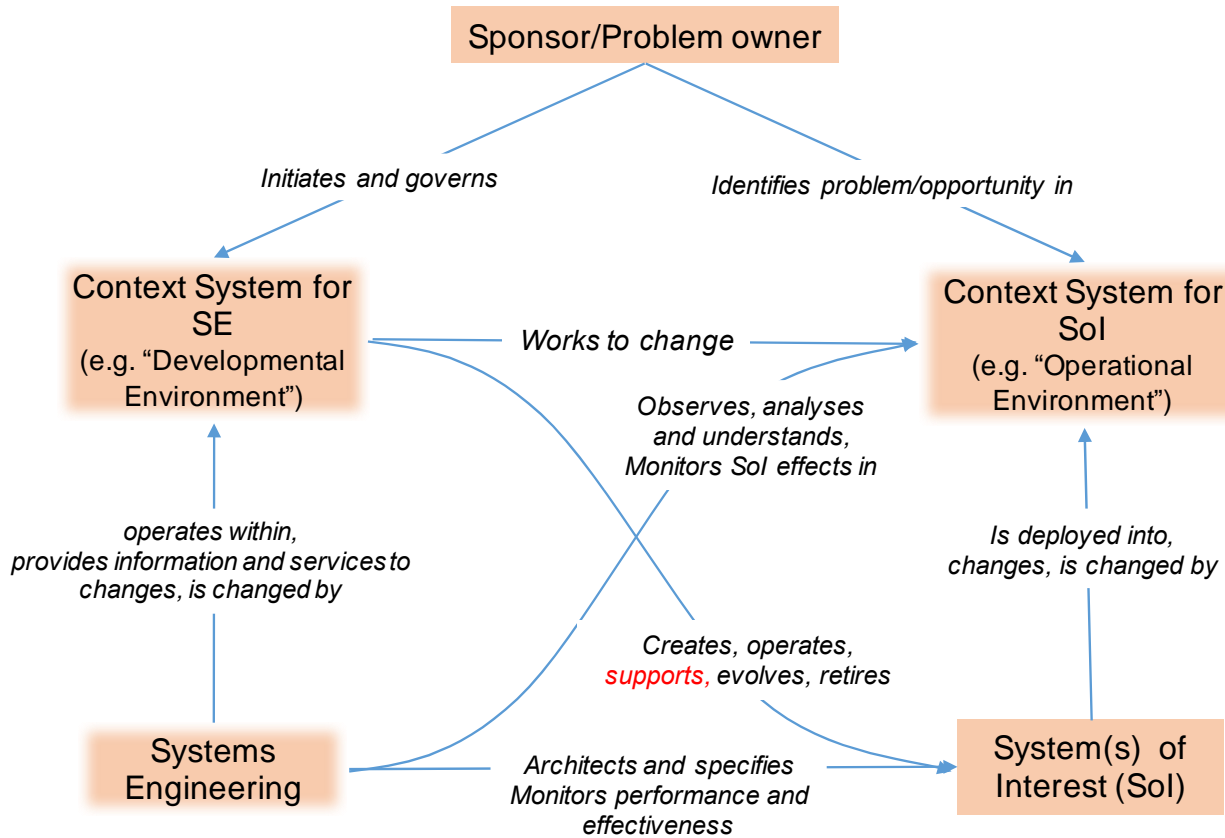 Sponsor/Problem owner
Initiates and governs
Identifies problem/opportunity in
Context System for
SE
(e.g. “Developmental
Environment”)
Works to change
Context System for
SoI
(e.g. “Operational
Environment”)
Observes, analyses
and understands,
Monitors SoI effects in
operates within,
provides information and services to
changes, is changed by
Is deployed into,
changes, is changed by
Creates, operates,
supports, evolves, retires
Systems
Engineering
Architects and specifies
Monitors performance and
effectiveness
System(s) of
Interest (SoI)